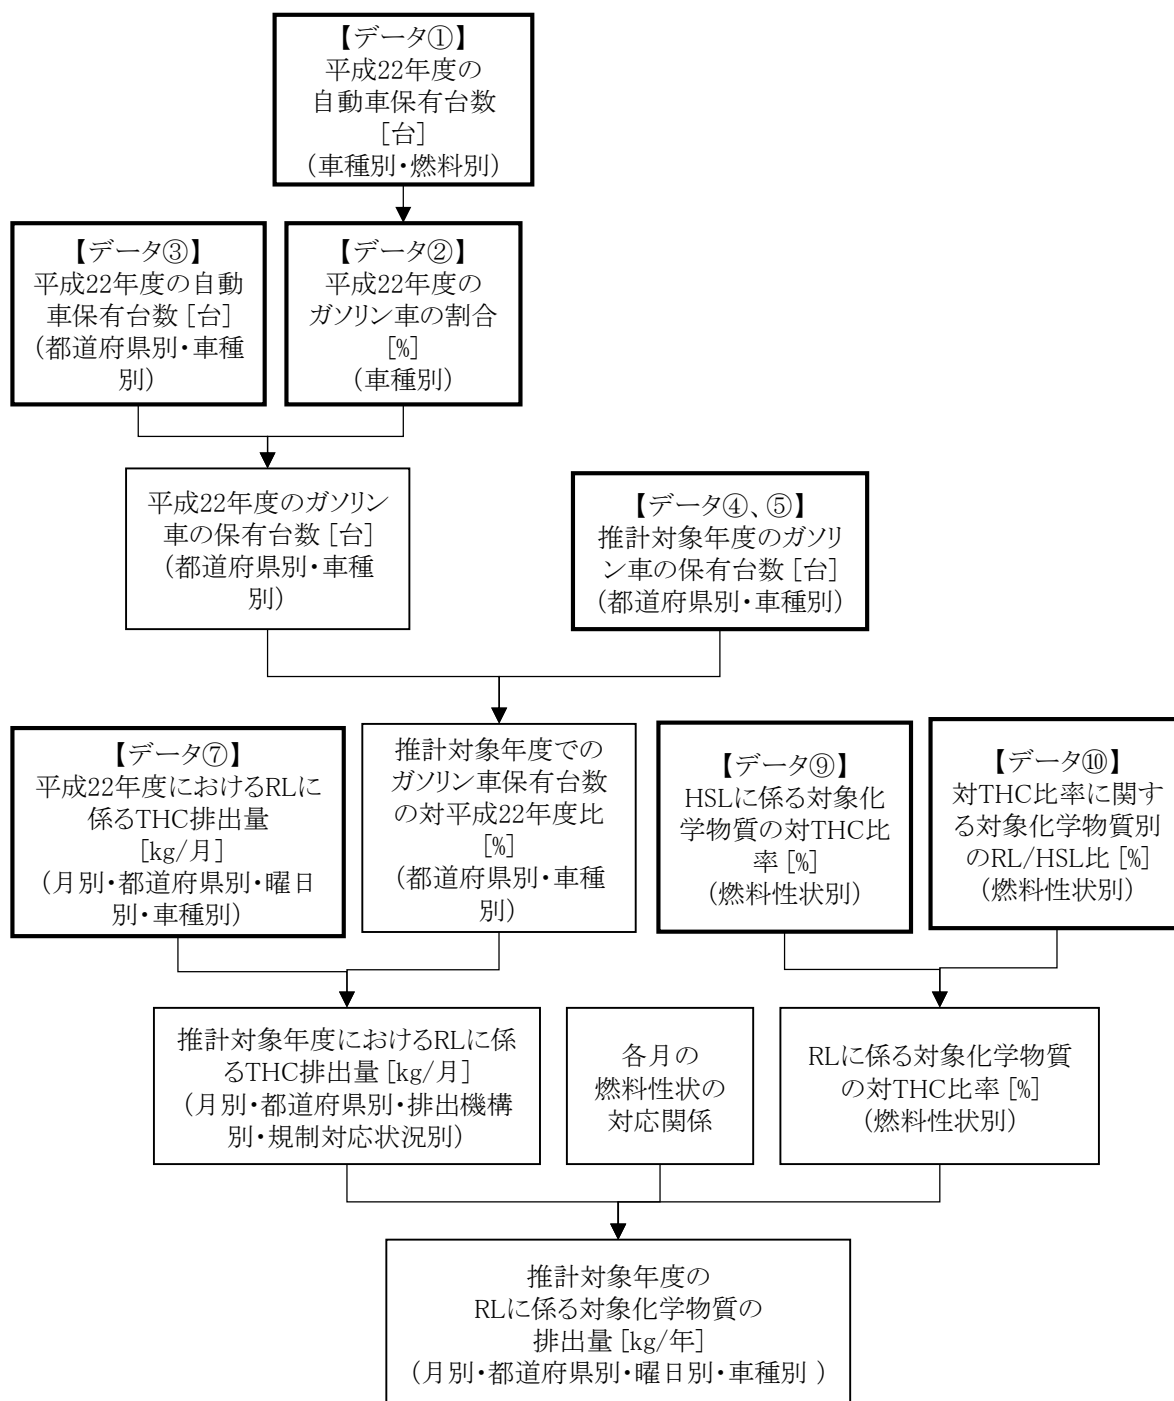 【データ①】
平成22年度の
自動車保有台数
[台]
(車種別・燃料別)
【データ③】
平成22年度の自動
車保有台数[台]
(都道府県別・車種
別)
【データ②】
平成22年度の
ガソリン車の割合
[%]
(車種別)
平成22年度のガソリン
車の保有台数[台]
(都道府県別・車種
別)
【データ④、⑤】
推計対象年度のガソリ
ン車の保有台数[台]
(都道府県別・車種別)
【データ⑦】
平成22年度におけるRLに
係るTHC排出量
[kg/月]
(月別・都道府県別・曜日
別・車種別)
推計対象年度での
ガソリン車保有台数
の対平成22年度比
[%]
(都道府県別・車種
別)
【データ⑨】
HSLに係る対象化
学物質の対THC比
率[%]
(燃料性状別)
【データ⑩】
対THC比率に関す
る対象化学物質別
のRL/HSL比[%]
(燃料性状別)
推計対象年度におけるRLに係
るTHC排出量[kg/月]
(月別・都道府県別・排出機構
別・規制対応状況別)
各月の
燃料性状の
対応関係
RLに係る対象化学物質
の対THC比率[%]
(燃料性状別)
推計対象年度の
RLに係る対象化学物質の
排出量[kg/年]
(月別・都道府県別・曜日別・車種別 )